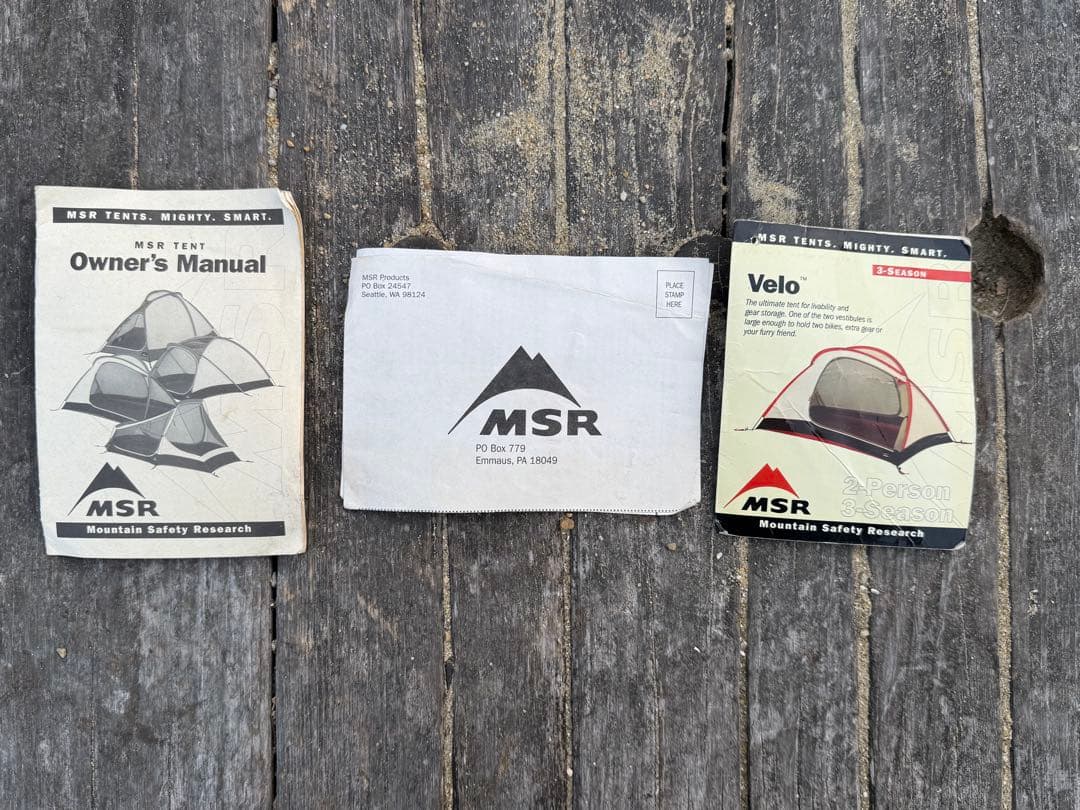 MSR TENTS. MIGHTY. SMART.
MSR TENT
Owner's Manual
MSR
Mountain Safety Research
MSR Products
PO Box 24547
Seattle, WA 98124
PLACE
STAMP
HERE
MSR
PO Box 779
Emmaus, PA 18049
MSR TENTS. MIGHTY. SMART.
3-SEASON
Velo™
The ultimate tent for livability and
gear storage. One of the two vestibules is
large enough to hold two bikes, extra gear or
your furry friend.
MSR
MSR
2-Person
3-Season
Mountain Safety Research